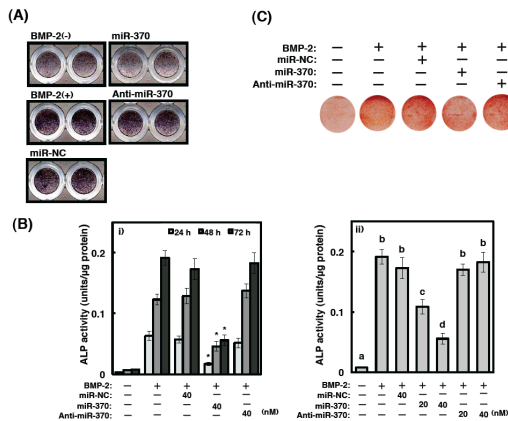 (A)
BMP-2(-) miR-370
BMP-2(+) Anti-miR-370
miR-NC
(C)
BMP-2: − + + + +
miR-NC: − − + − −
miR-370: − − − + −
Anti-miR-370: − − − − +
(B)
i)
24 h 48 h 72 h
ALP activity (units/μg protein)
0.2
0.1
0
BMP-2: − + + + +
miR-NC: − − 40 − −
miR-370: − − − 40 −
Anti-miR-370: − − − − 40 (nM)
* * *
ii)
ALP activity (units/μg protein)
0.2
0.1
0
a b b c d b b
BMP-2: − + + + + + +
miR-NC: − − 40 − − − −
miR-370: − − − 20 40 − −
Anti-miR-370: − − − − − 20 40 (nM)